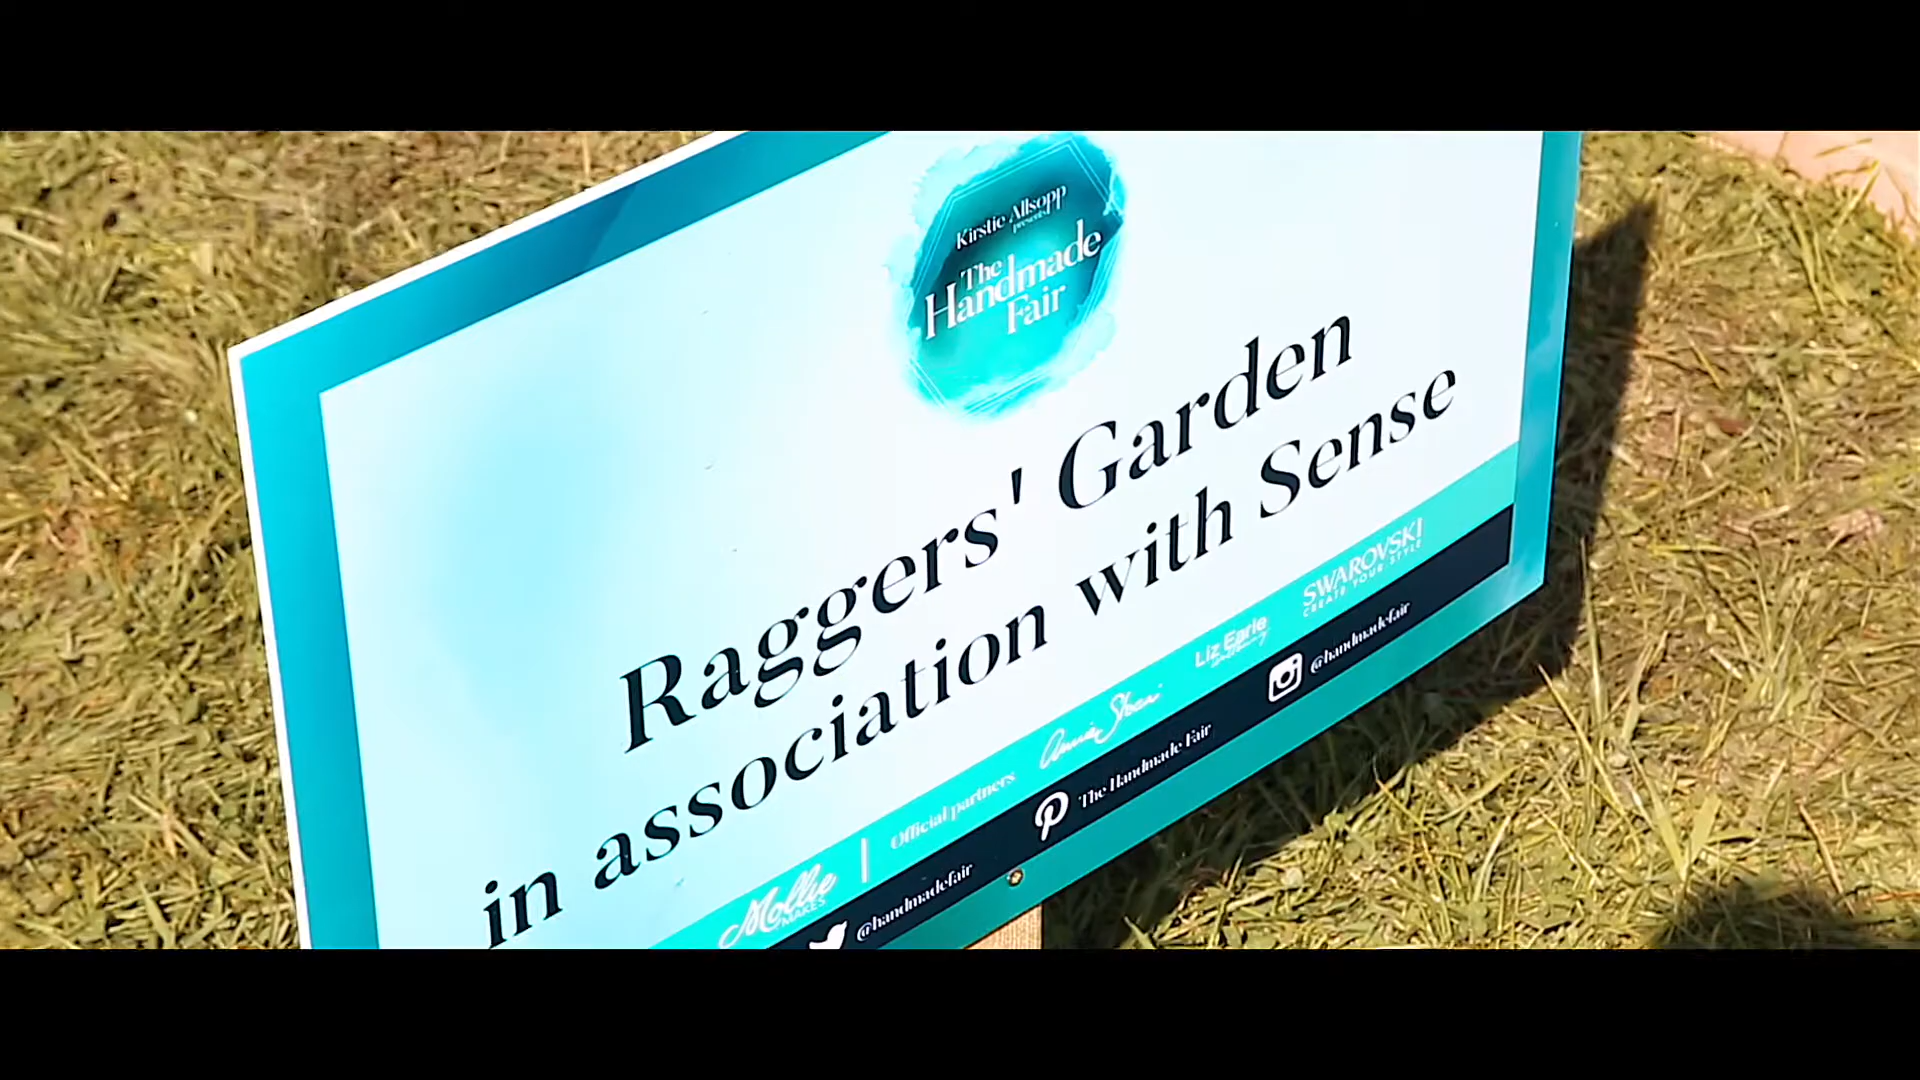 Kirstie Allsopp
presents
The
Handmade
Fair
Raggers' Garden
in association with Sense
Mollie
MAKES
Official partners
Annie Sloan
Liz Earle
SWAROVSKI
CREATE YOUR STYLE
@handmadefair
The Handmade Fair
@handmadefair